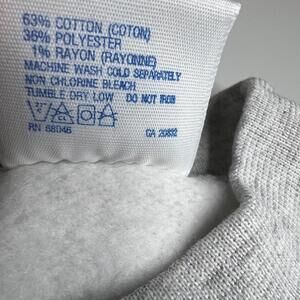 63% COTTON (COTON)
36% POLYESTER
1% RAYON (RAYONNE)
MACHINE WASH COLD SEPARATELY
NON CHLORINE BLEACH
TUMBLE DRY LOW DO NOT IRON
RN 88046 CA 20832